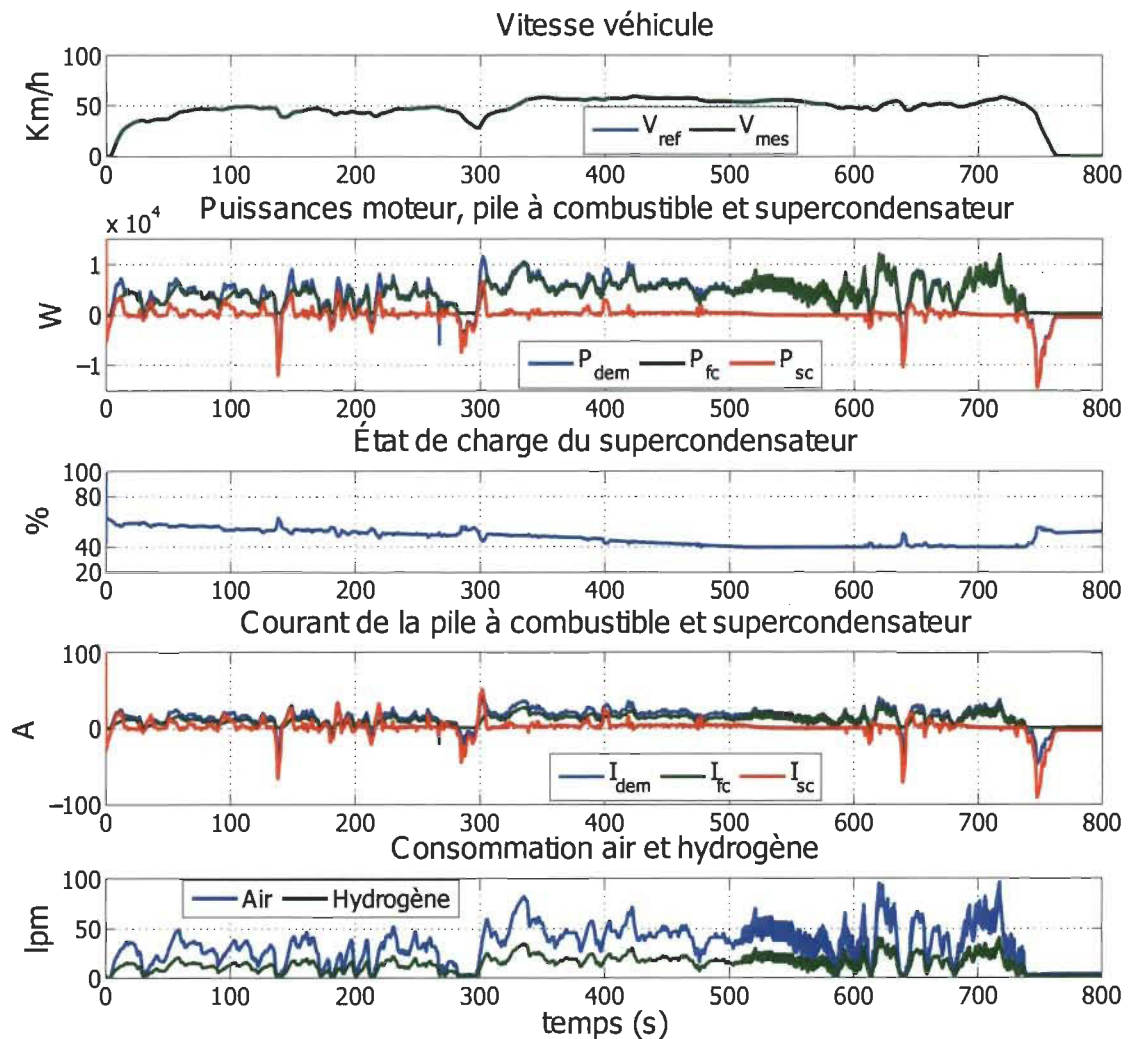 Vitesse véhicule
100
50
0
Km/h
V_ref V_mes
0 100 200 300 400 500 600 700 800
Puissances moteur, pile à combustible et supercondensateur
x 10^4
1
0
−1
W
P_dem P_fc P_sc
0 100 200 300 400 500 600 700 800
État de charge du supercondensateur
100
80
40
20
%
0 100 200 300 400 500 600 700 800
Courant de la pile à combustible et supercondensateur
100
0
−100
A
I_dem I_fc I_sc
0 100 200 300 400 500 600 700 800
Consommation air et hydrogène
100
50
0
lpm
Air Hydrogène
0 100 200 300 400 500 600 700 800
temps (s)